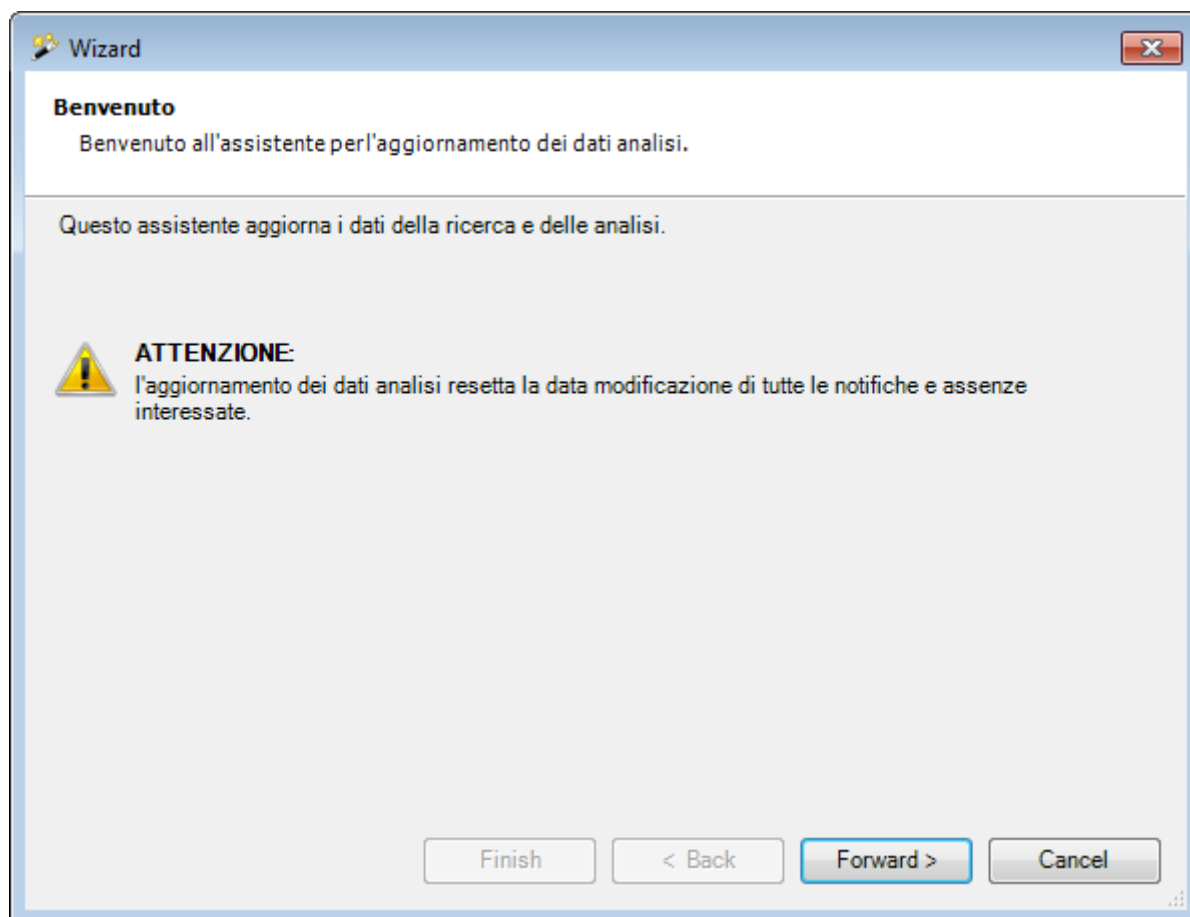 Wizard
Benvenuto
Benvenuto all'assistente perl'aggiornamento dei dati analisi.
Questo assistente aggiorna i dati della ricerca e delle analisi.
ATTENZIONE:
l'aggiornamento dei dati analisi resetta la data modificazione di tutte le notifiche e assenze
interessate.
Finish
< Back
Forward >
Cancel